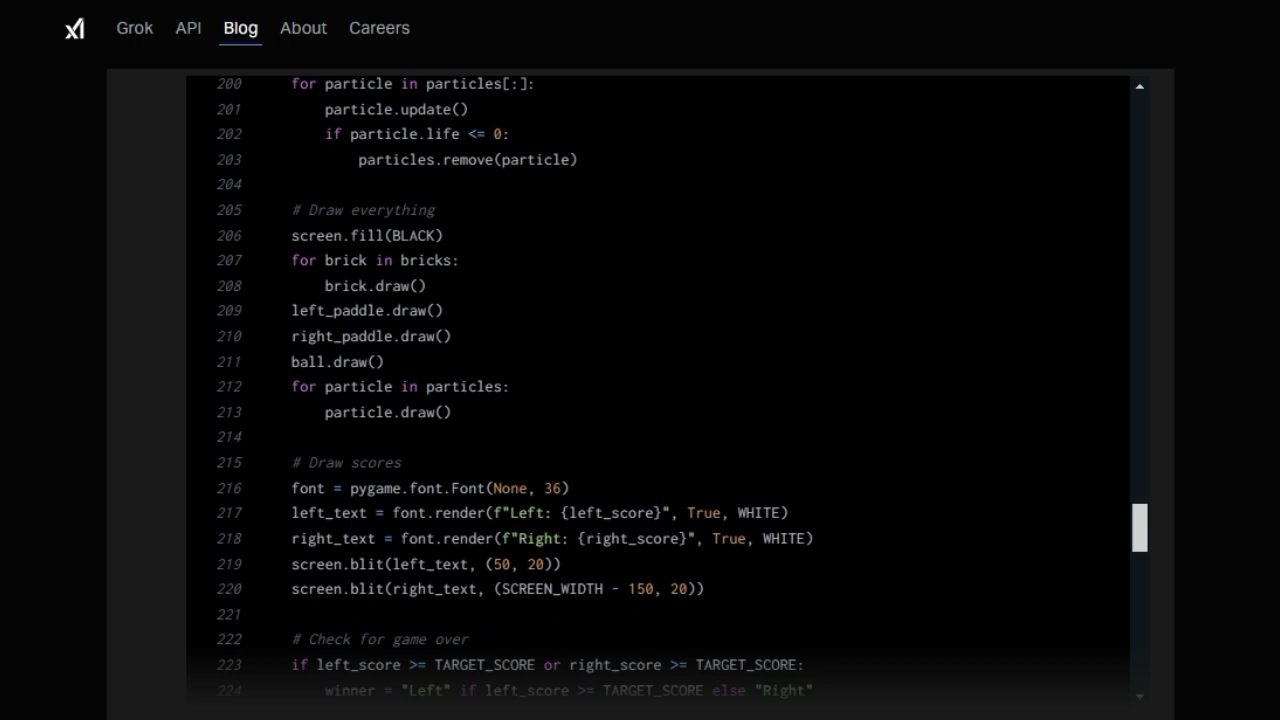 xI Grok API Blog About Careers
200 for particle in particles[:]:
201 particle.update()
202 if particle.life <= 0:
203 particles.remove(particle)
204
205 # Draw everything
206 screen.fill(BLACK)
207 for brick in bricks:
208 brick.draw()
209 left_paddle.draw()
210 right_paddle.draw()
211 ball.draw()
212 for particle in particles:
213 particle.draw()
214
215 # Draw scores
216 font = pygame.font.Font(None, 36)
217 left_text = font.render(f"Left: {left_score}", True, WHITE)
218 right_text = font.render(f"Right: {right_score}", True, WHITE)
219 screen.blit(left_text, (50, 20))
220 screen.blit(right_text, (SCREEN_WIDTH - 150, 20))
221
222 # Check for game over
223 if left_score >= TARGET_SCORE or right_score >= TARGET_SCORE:
224 winner = "Left" if left_score >= TARGET_SCORE else "Right"